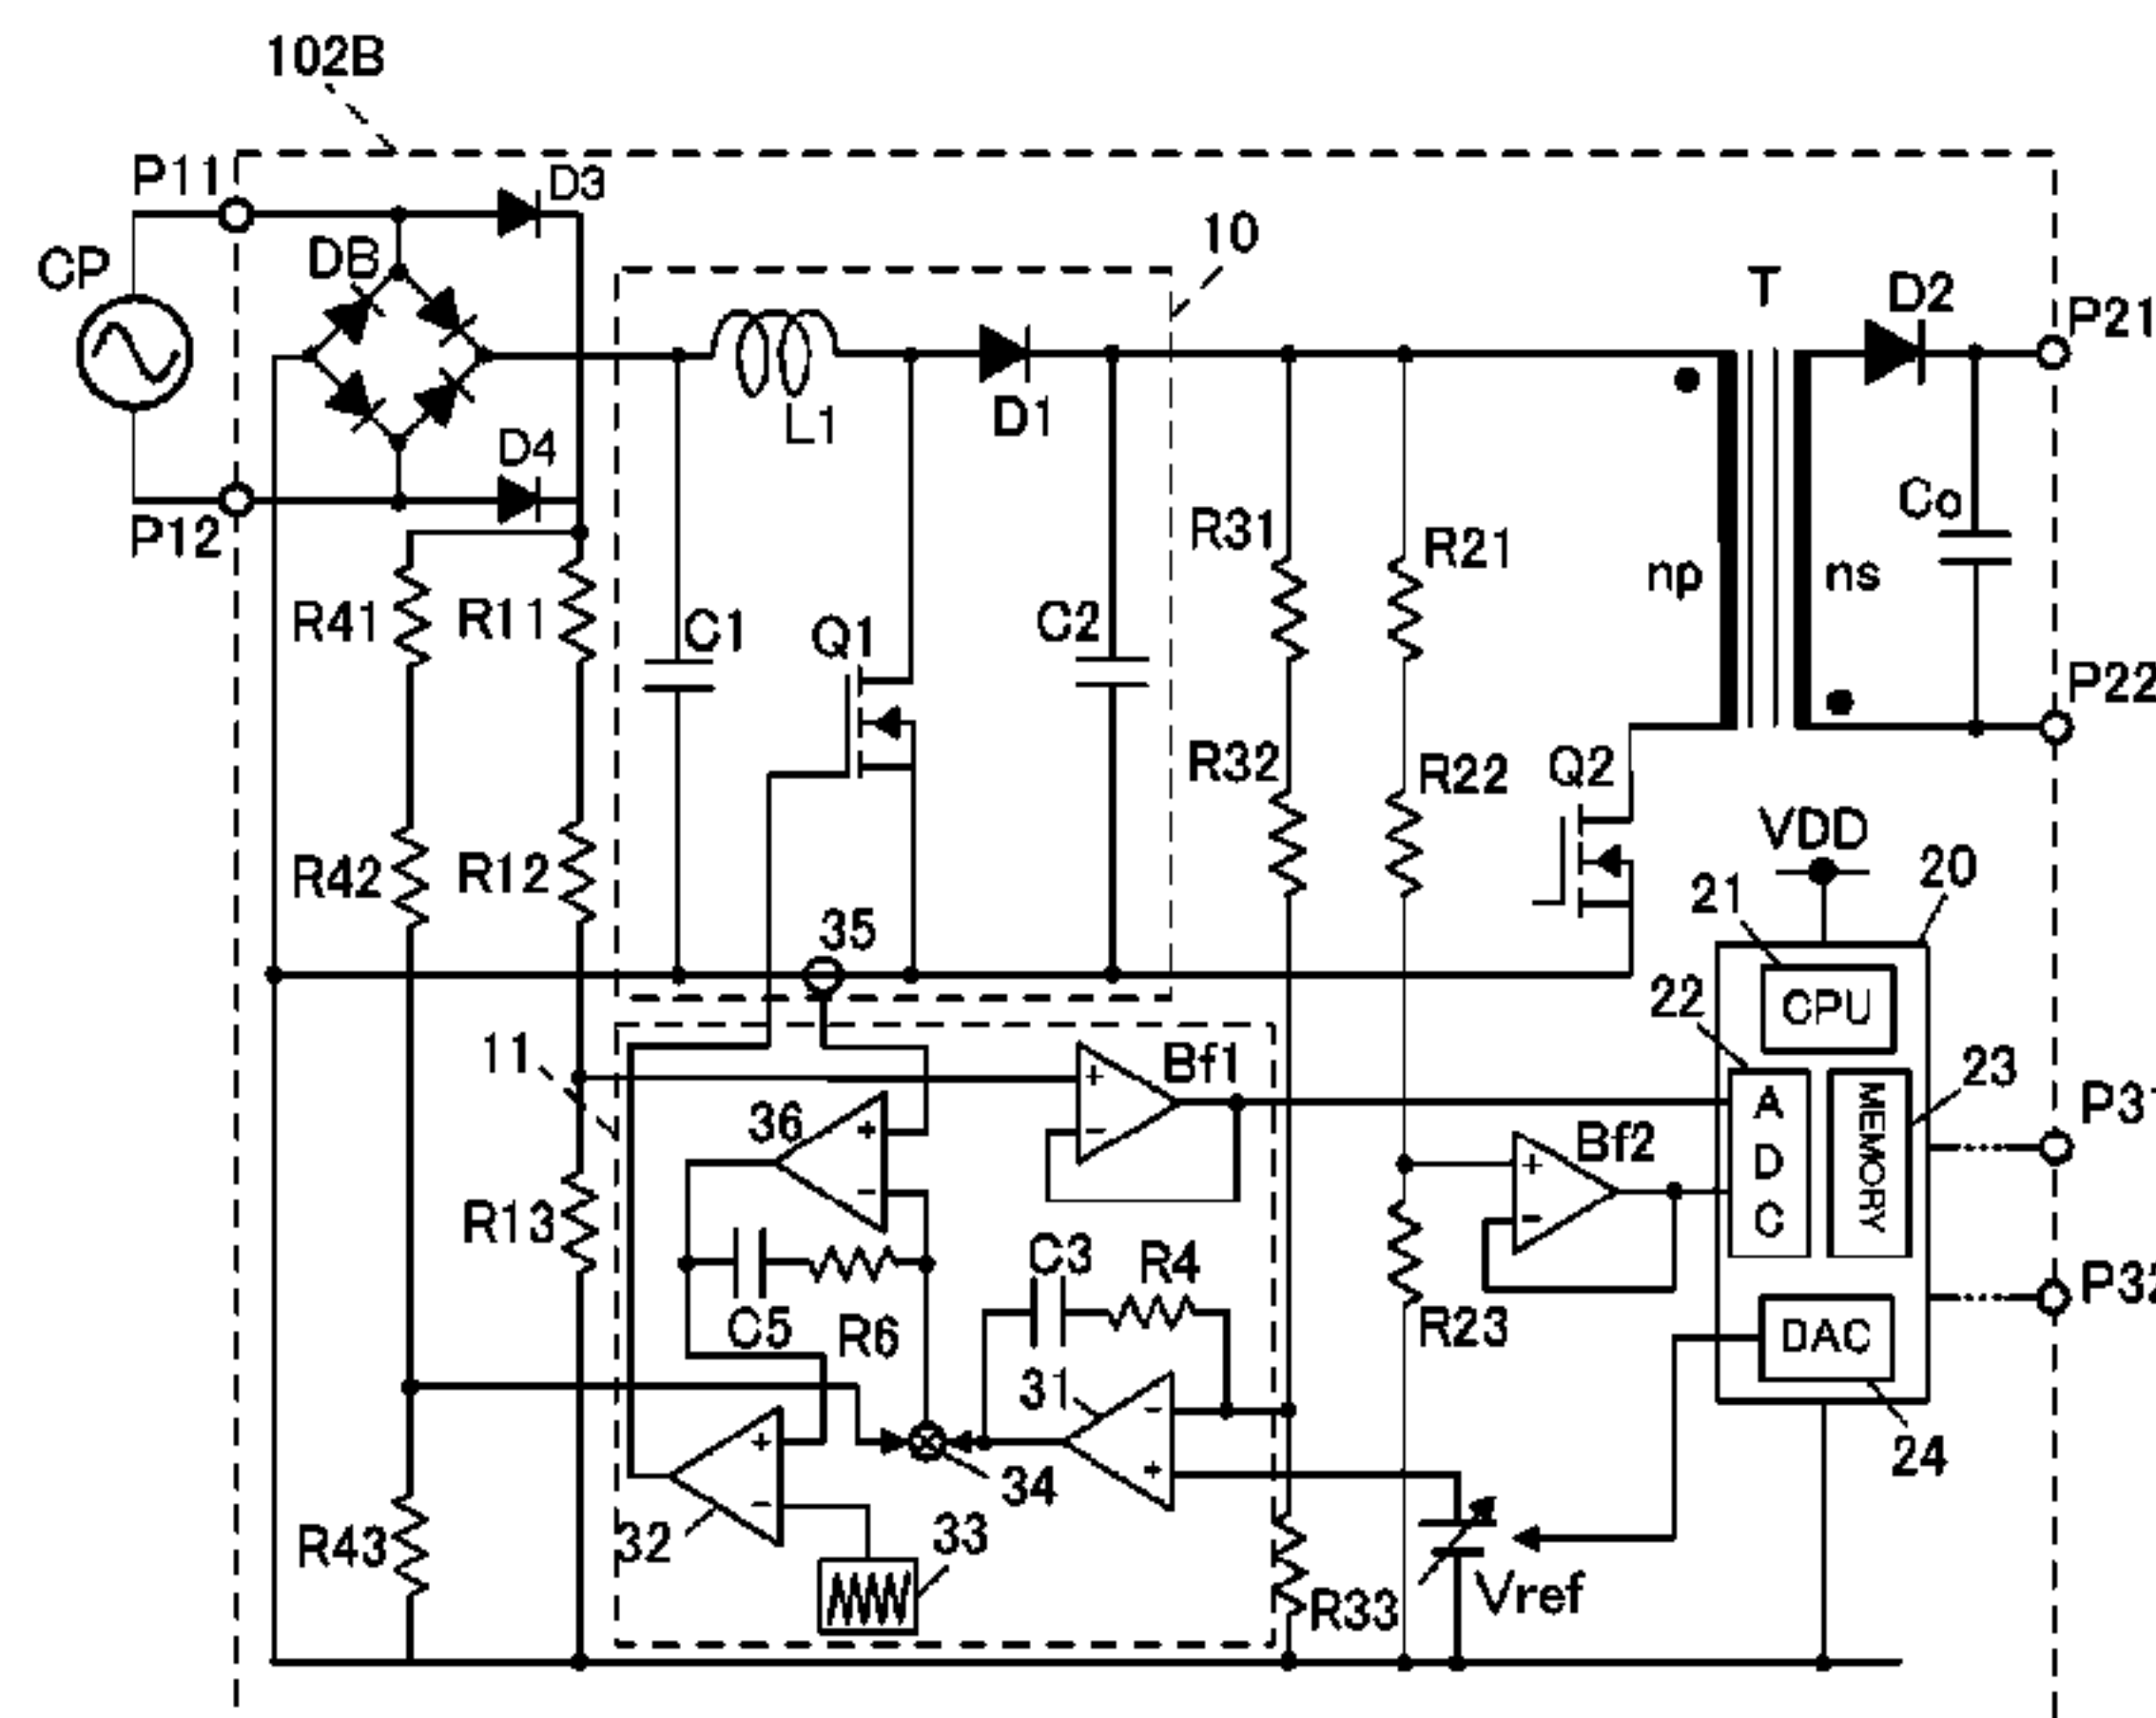 102B
P11
D3
10
CP
DB
T
D2
P21
L1
D1
D4
P12
R31
R21
Co
np
ns
R41
R11
C1
Q1
C2
P22
R32
R22
Q2
VDD
R42
R12
21
20
35
22
CPU
11
Bf1
23
36
+
-
+
-
A
D
C
MEMORY
P31
Bf2
+
-
R13
C3
R4
P32
C5
R6
R23
DAC
31
-
+
24
+
-
34
R43
32
33
R33
Vref